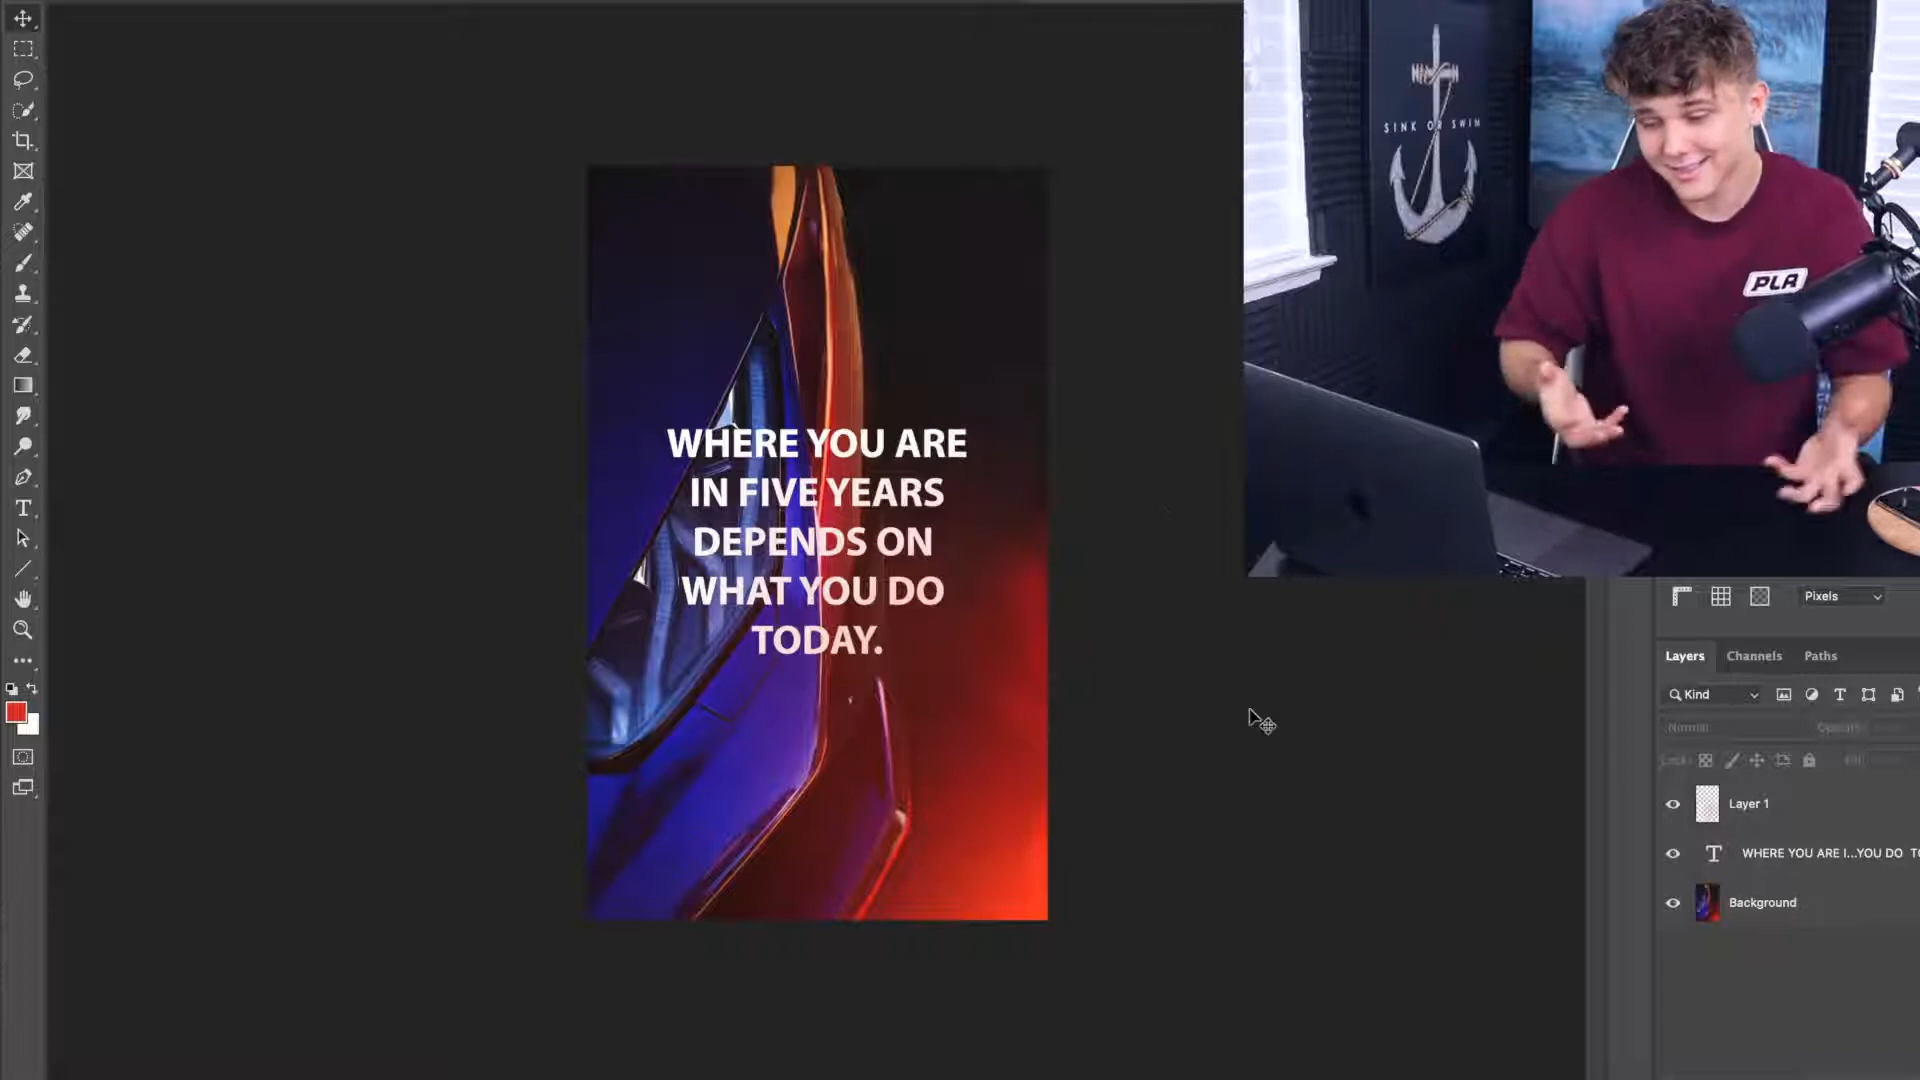 SINK OR SWIM
PLA
WHERE YOU ARE
IN FIVE YEARS
DEPENDS ON
WHAT YOU DO
TODAY.
Pixels
Layers Channels Paths
Kind
Normal
Layer 1
WHERE YOU ARE I...YOU DO
Background